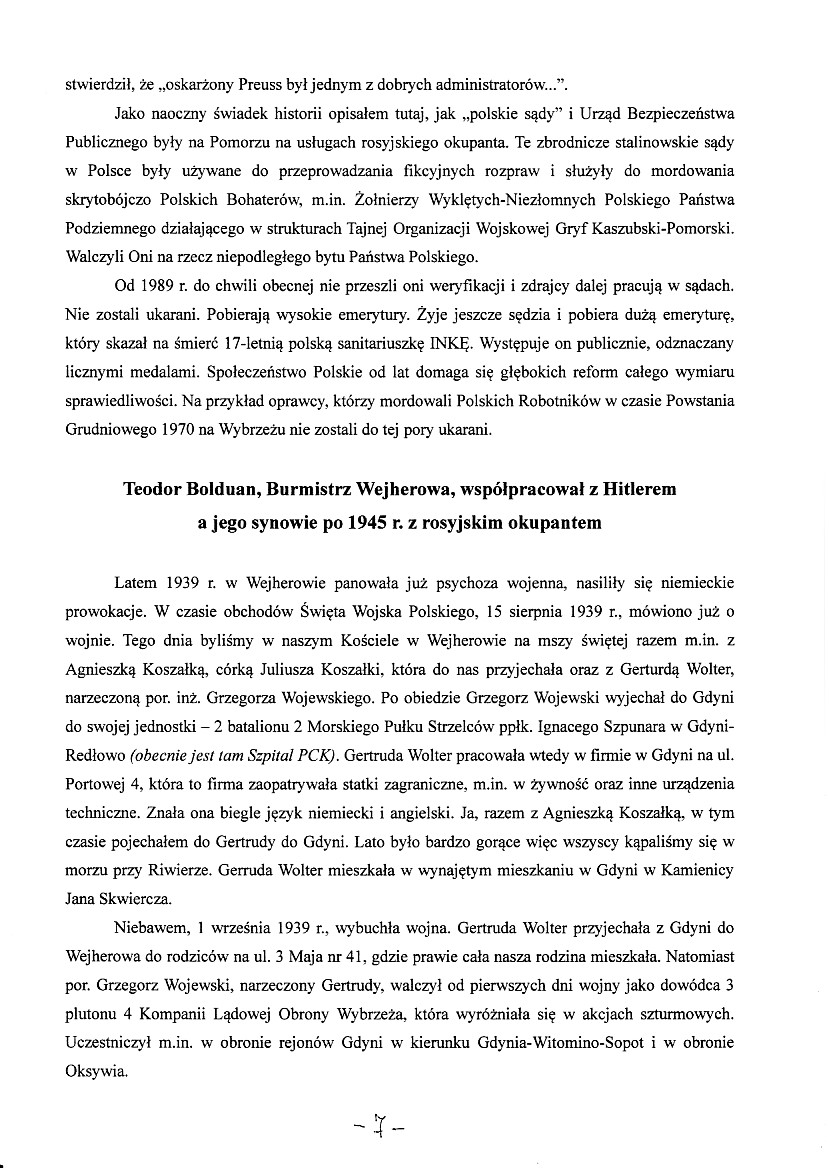 stwierdził, że „oskarżony Preuss był jednym z dobrych administratorów...”.
Jako naoczny świadek historii opisałem tutaj, jak „polskie sądy” i Urząd Bezpieczeństwa
Publicznego były na Pomorzu na usługach rosyjskiego okupanta. Te zbrodnicze stalinowskie sądy
w Polsce były używane do przeprowadzania fikcyjnych rozpraw i służyły do mordowania
skrytobójczo Polskich Bohaterów, m.in. Żołnierzy Wyklętych-Niezłomnych Polskiego Państwa
Podziemnego działającego w strukturach Tajnej Organizacji Wojskowej Gryf Kaszubski-Pomorski.
Walczyli Oni na rzecz niepodległego bytu Państwa Polskiego.
Od 1989 r. do chwili obecnej nie przeszli oni weryfikacji i zdrajcy dalej pracują w sądach.
Nie zostali ukarani. Pobierają wysokie emerytury. Żyje jeszcze sędzia i pobiera dużą emeryturę,
który skazał na śmierć 17-letnią polską sanitariuszkę INKĘ. Występuje on publicznie, odznaczany
licznymi medalami. Społeczeństwo Polskie od lat domaga się głębokich reform całego wymiaru
sprawiedliwości. Na przykład oprawcy, którzy mordowali Polskich Robotników w czasie Powstania
Grudniowego 1970 na Wybrzeżu nie zostali do tej pory ukarani.
Teodor Bolduan, Burmistrz Wejherowa, współpracował z Hitlerem
a jego synowie po 1945 r. z rosyjskim okupantem
Latem 1939 r. w Wejherowie panowała już psychoza wojenna, nasiliły się niemieckie
prowokacje. W czasie obchodów Święta Wojska Polskiego, 15 sierpnia 1939 r., mówiono już o
wojnie. Tego dnia byliśmy w naszym Kościele w Wejherowie na mszy świętej razem m.in. z
Agnieszką Koszałką, córką Juliusza Koszałki, która do nas przyjechała oraz z Gerturdą Wolter,
narzeczoną por. inż. Grzegorza Wojewskiego. Po obiedzie Grzegorz Wojewski wyjechał do Gdyni
do swojej jednostki – 2 batalionu 2 Morskiego Pułku Strzelców ppłk. Ignacego Szpunara w Gdyni-
Redłowo (obecnie jest tam Szpital PCK). Gertruda Wolter pracowała wtedy w firmie w Gdyni na ul.
Portowej 4, która to firma zaopatrywała statki zagraniczne, m.in. w żywność oraz inne urządzenia
techniczne. Znała ona biegle język niemiecki i angielski. Ja, razem z Agnieszką Koszałką, w tym
czasie pojechałem do Gertrudy do Gdyni. Lato było bardzo gorące więc wszyscy kąpaliśmy się w
morzu przy Riwierze. Gerruda Wolter mieszkała w wynajętym mieszkaniu w Gdyni w Kamienicy
Jana Skwiercza.
Niebawem, 1 września 1939 r., wybuchła wojna. Gertruda Wolter przyjechała z Gdyni do
Wejherowa do rodziców na ul. 3 Maja nr 41, gdzie prawie cała nasza rodzina mieszkała. Natomiast
por. Grzegorz Wojewski, narzeczony Gertrudy, walczył od pierwszych dni wojny jako dowódca 3
plutonu 4 Kompanii Lądowej Obrony Wybrzeża, która wyróżniała się w akcjach szturmowych.
Uczestniczył m.in. w obronie rejonów Gdyni w kierunku Gdynia-Witomino-Sopot i w obronie
Oksywia.
- 7 -